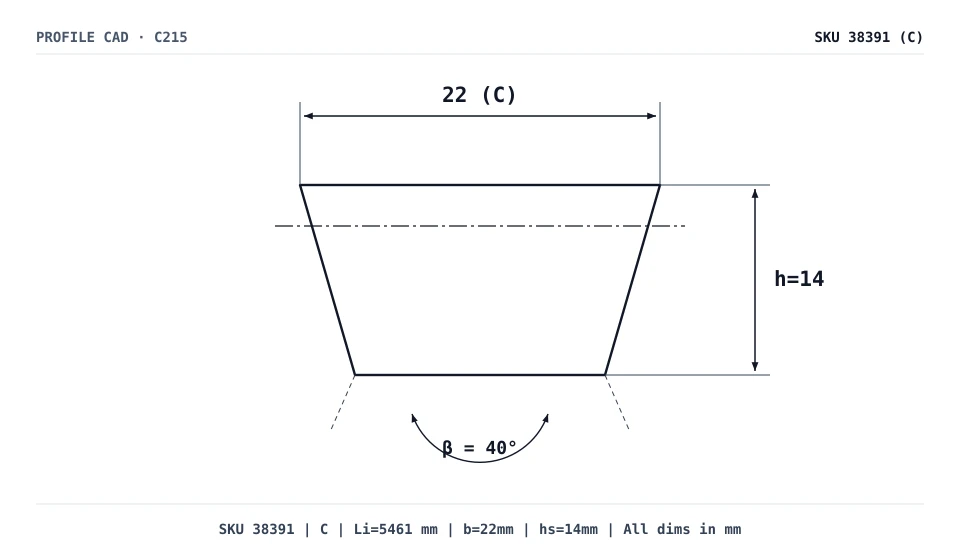 PROFILE CAD · C215
SKU 38391 (C)
22 (C)
h=14
β = 40°
SKU 38391 | C | Li=5461 mm | b=22mm | hs=14mm | All dims in mm